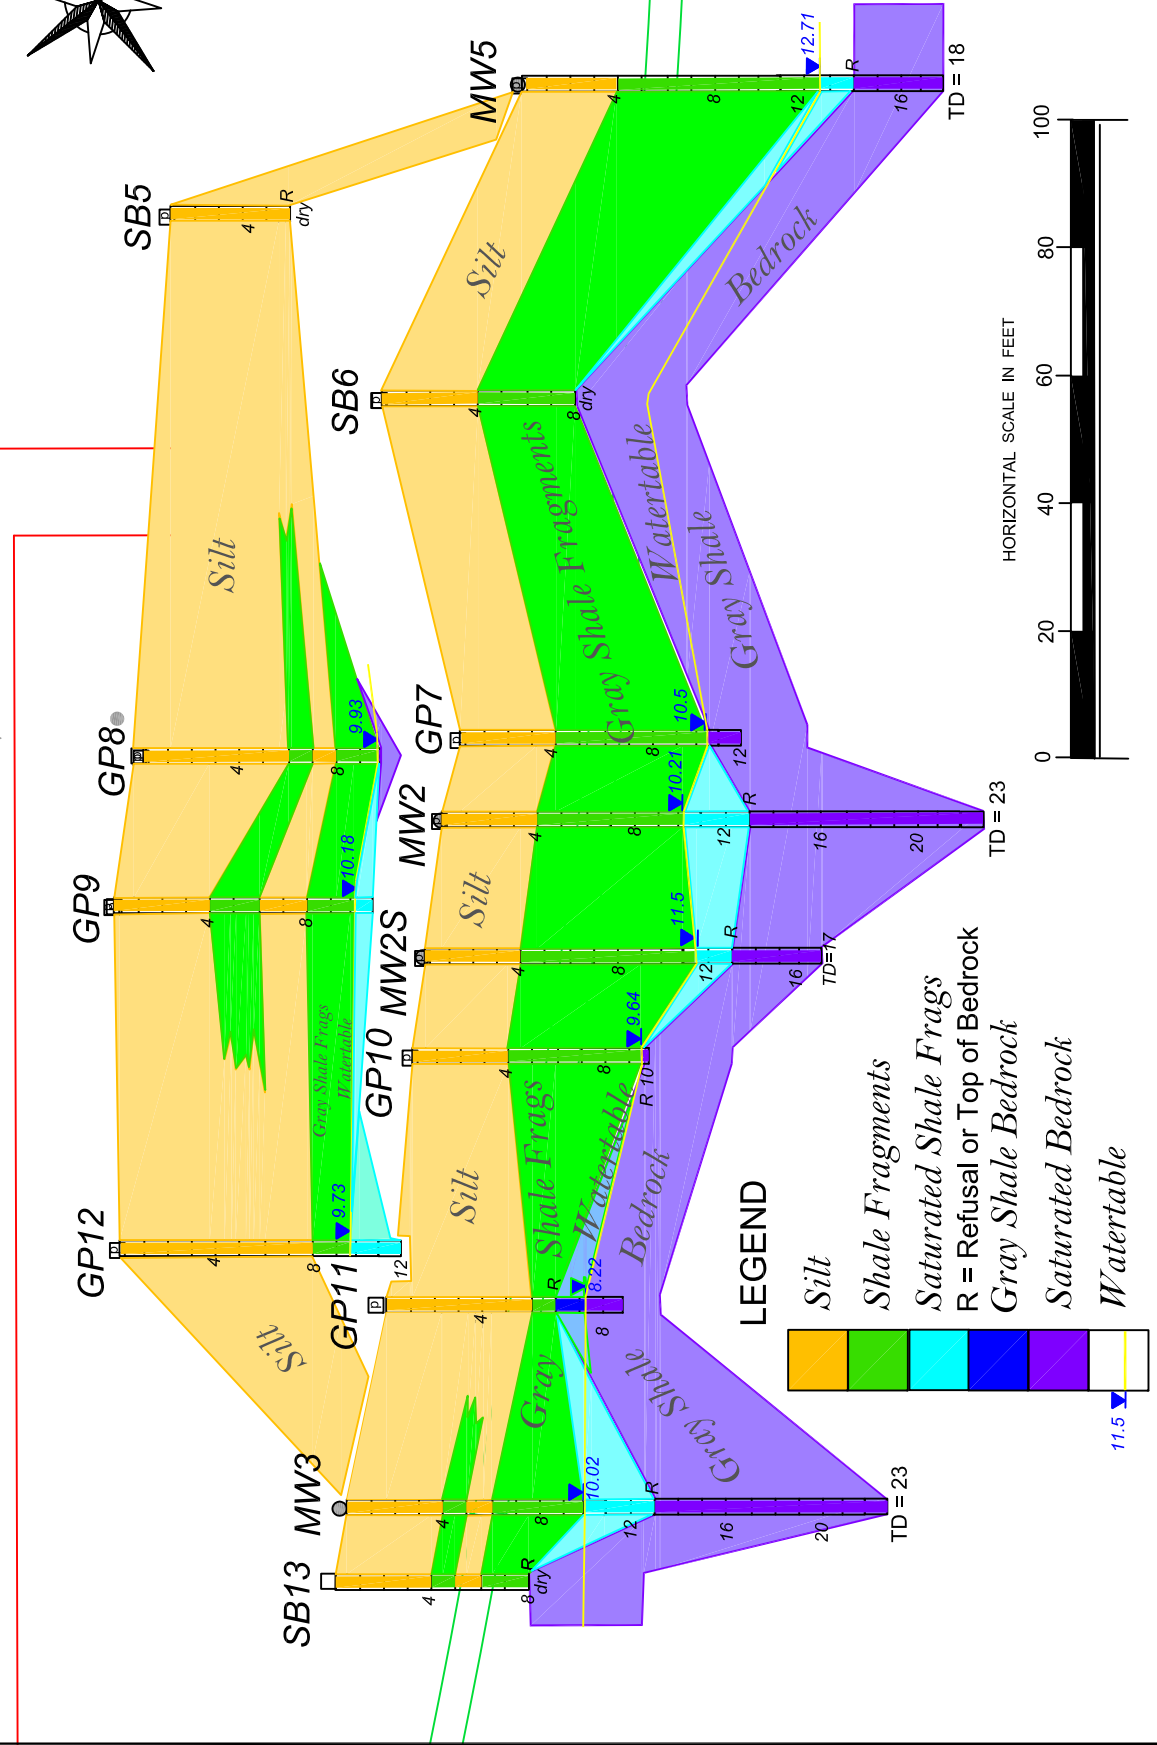 SB13
4
8
R
dry
MW3
4
8
12
16
20
R
TD = 23
10.02
GP12
4
8
12
9.73
GP11
p
4
8
R
8.22
GP10
p
4
8
R 10
9.64
MW2S
4
8
12
16
R
TD=17
11.5
GP9
4
8
10.18
MW2
4
8
12
16
20
R
TD = 23
10.21
GP8
4
8
9.93
GP7
p
4
8
12
10.5
SB6
p
4
8
dry
SB5
p
4
R
dry
MW5
4
8
12
16
R
TD = 18
12.71
Silt
Silt
Silt
Silt
Silt
Gray Shale Frags
Watertable
Gray Shale Frags
Watertable
Gray Shale Bedrock
Gray Shale Fragments
Watertable
Gray Shale Bedrock
LEGEND
Silt
Shale Fragments
Saturated Shale Frags
R = Refusal or Top of Bedrock
Gray Shale Bedrock
Saturated Bedrock
Watertable
11.5
0 20 40 60 80 100
HORIZONTAL SCALE IN FEET